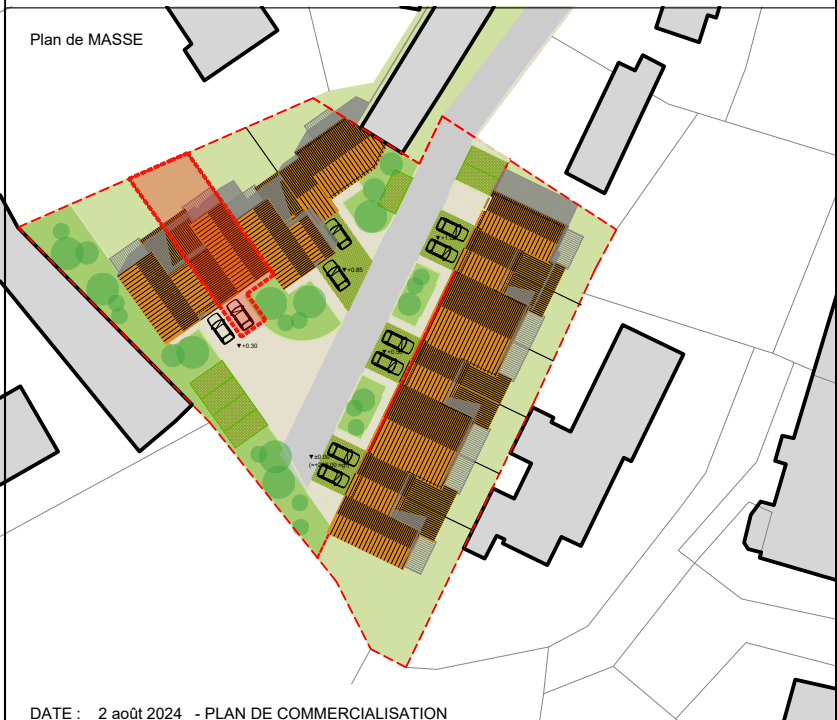 Plan de MASSE
▼+0.85
▼+0.30
DATE : 2 août 2024 - PLAN DE COMMERCIALISATION